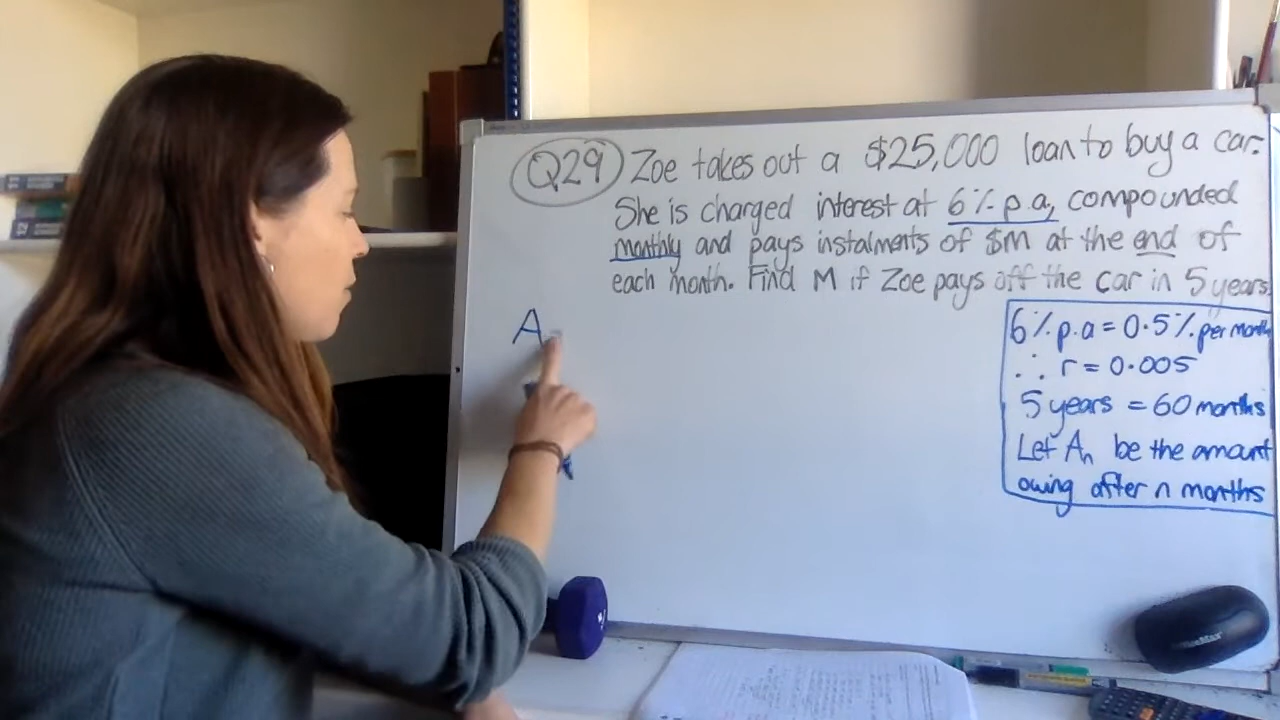 Q29 Zoe takes out a $25,000 loan to buy a car.
She is charged interest at 6% p.a, compounded
monthly and pays instalments of $M at the end of
each month. Find M if Zoe pays off the car in 5 years.
A
6% p.a = 0.5% per month
∴ r = 0.005
5 years = 60 months
Let Aₙ be the amount
owing after n months